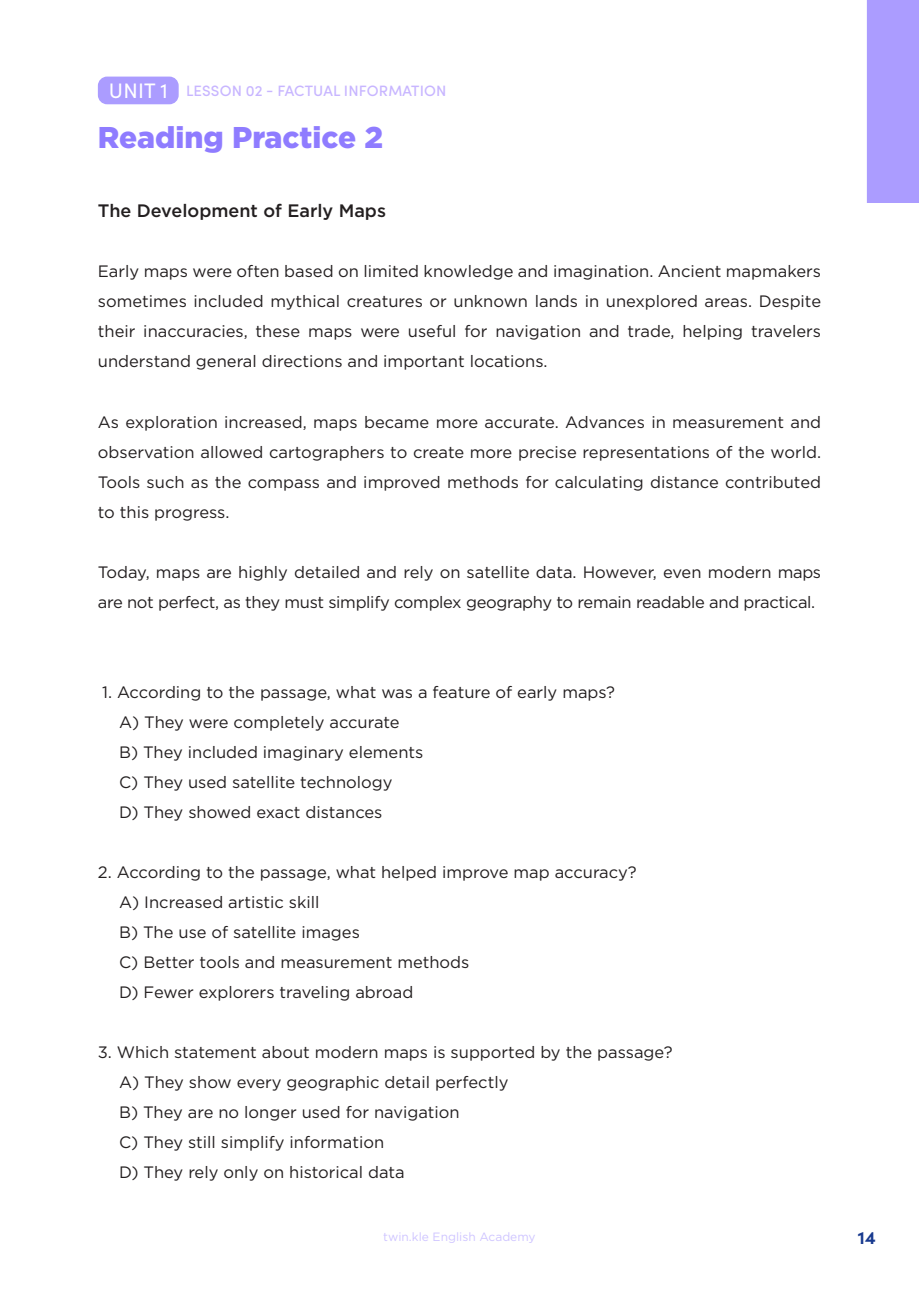 UNIT 1 LESSON 02 – FACTUAL INFORMATION
Reading Practice 2
The Development of Early Maps
Early maps were often based on limited knowledge and imagination. Ancient mapmakers
sometimes included mythical creatures or unknown lands in unexplored areas. Despite
their inaccuracies, these maps were useful for navigation and trade, helping travelers
understand general directions and important locations.
As exploration increased, maps became more accurate. Advances in measurement and
observation allowed cartographers to create more precise representations of the world.
Tools such as the compass and improved methods for calculating distance contributed
to this progress.
Today, maps are highly detailed and rely on satellite data. However, even modern maps
are not perfect, as they must simplify complex geography to remain readable and practical.
1. According to the passage, what was a feature of early maps?
A) They were completely accurate
B) They included imaginary elements
C) They used satellite technology
D) They showed exact distances
2. According to the passage, what helped improve map accuracy?
A) Increased artistic skill
B) The use of satellite images
C) Better tools and measurement methods
D) Fewer explorers traveling abroad
3. Which statement about modern maps is supported by the passage?
A) They show every geographic detail perfectly
B) They are no longer used for navigation
C) They still simplify information
D) They rely only on historical data
twin.kle English Academy
14